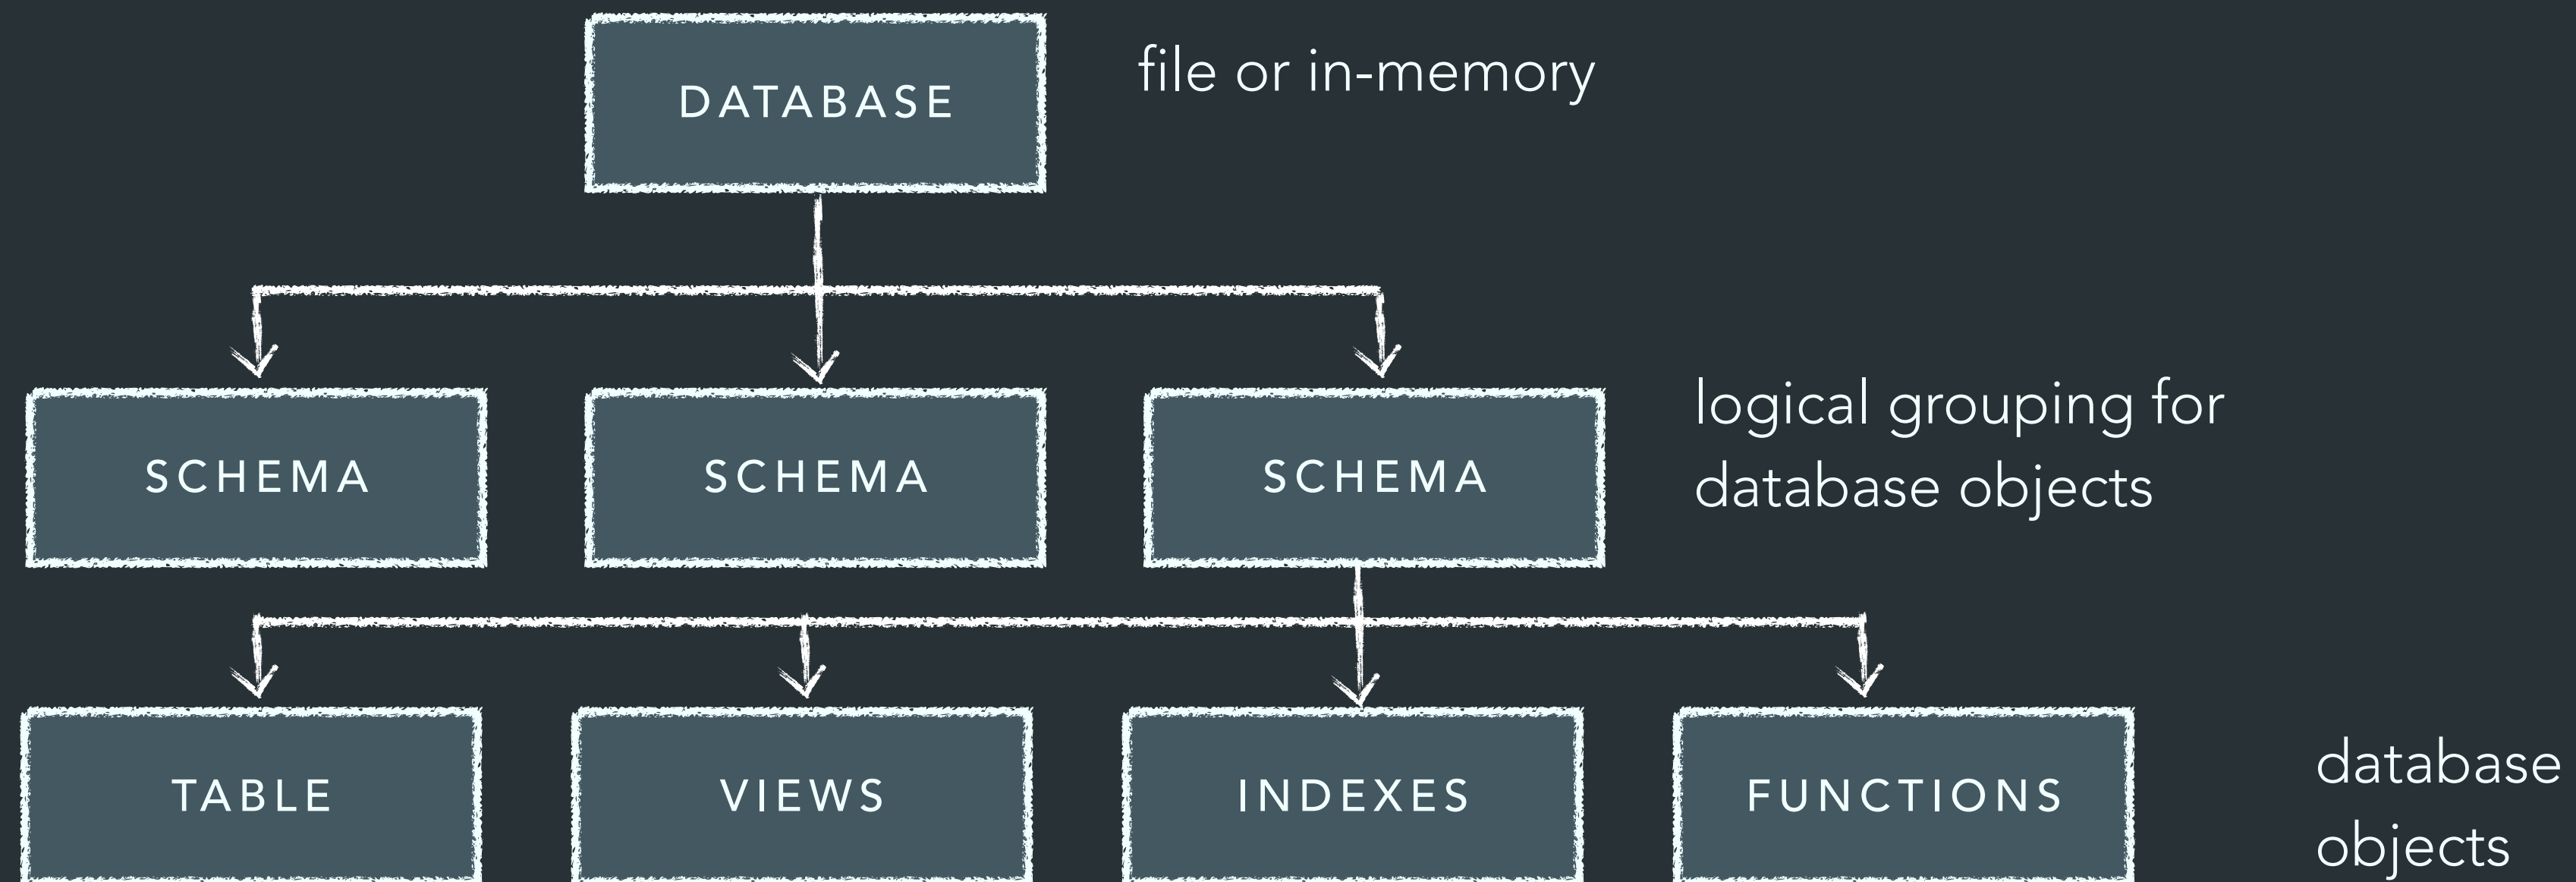 DATABASE
file or in-memory
SCHEMA
SCHEMA
SCHEMA
logical grouping for
database objects
TABLE
VIEWS
INDEXES
FUNCTIONS
database
objects